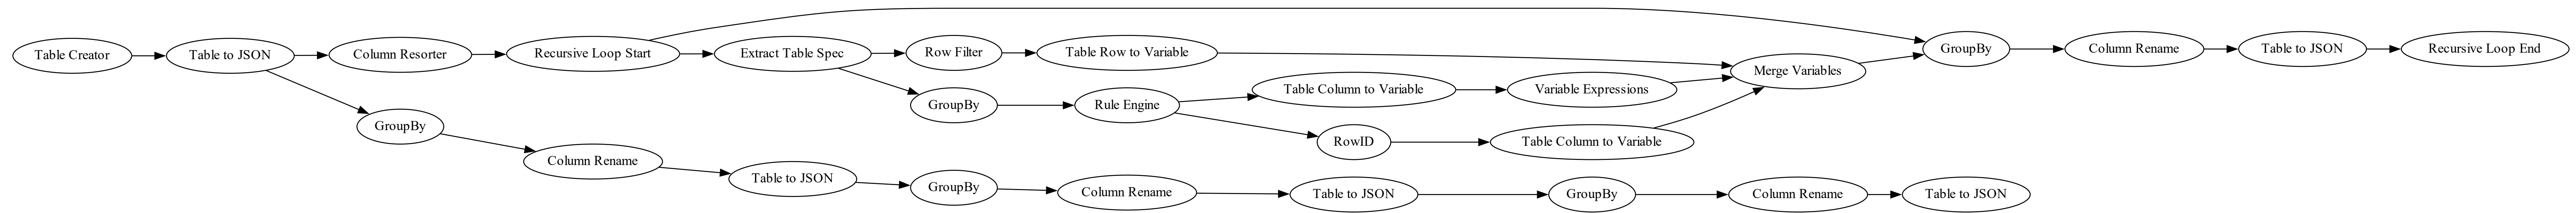 Table Creator
Table to JSON
Column Resorter
Recursive Loop Start
Extract Table Spec
Row Filter
Table Row to Variable
GroupBy
Rule Engine
Table Column to Variable
Variable Expressions
RowID
Table Column to Variable
Merge Variables
GroupBy
Column Rename
Table to JSON
Recursive Loop End
GroupBy
Column Rename
Table to JSON
GroupBy
Column Rename
Table to JSON
GroupBy
Column Rename
Table to JSON